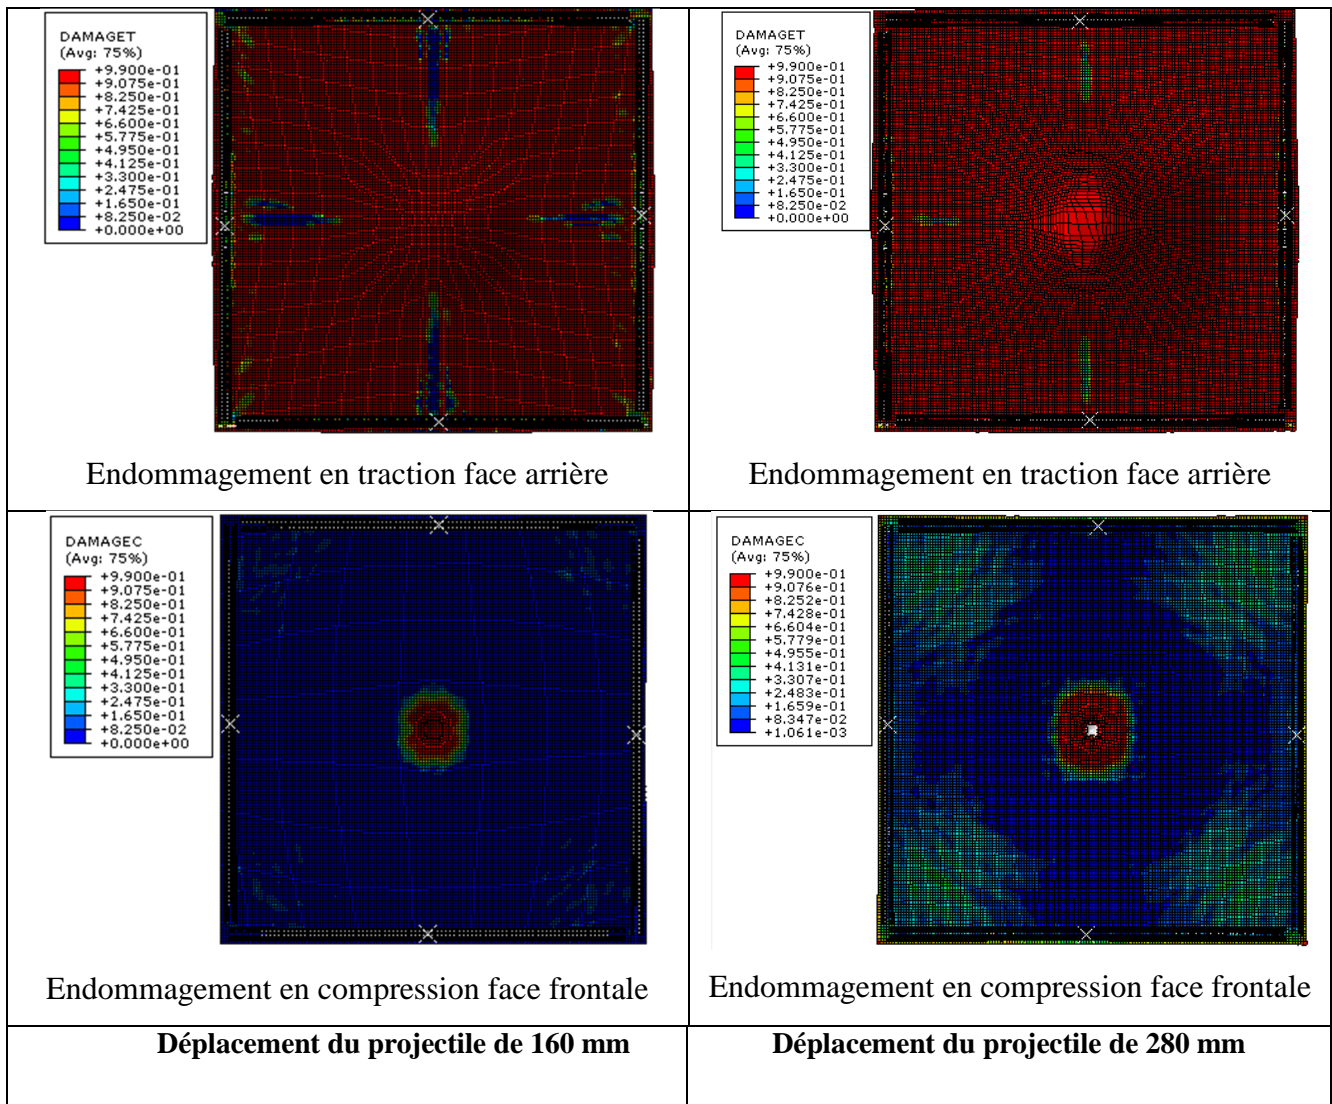 DAMAGET
(Avg: 75%)
+9.900e-01
+9.075e-01
+8.250e-01
+7.425e-01
+6.600e-01
+5.775e-01
+4.950e-01
+4.125e-01
+3.300e-01
+2.475e-01
+1.650e-01
+8.250e-02
+0.000e+00
DAMAGET
(Avg: 75%)
+9.900e-01
+9.075e-01
+8.250e-01
+7.425e-01
+6.600e-01
+5.775e-01
+4.950e-01
+4.125e-01
+3.300e-01
+2.475e-01
+1.650e-01
+8.250e-02
+0.000e+00
Endommagement en traction face arrière
Endommagement en traction face arrière
DAMAGEC
(Avg: 75%)
+9.900e-01
+9.075e-01
+8.250e-01
+7.425e-01
+6.600e-01
+5.775e-01
+4.950e-01
+4.125e-01
+3.300e-01
+2.475e-01
+1.650e-01
+8.250e-02
+0.000e+00
DAMAGEC
(Avg: 75%)
+9.900e-01
+9.076e-01
+8.252e-01
+7.428e-01
+6.604e-01
+5.779e-01
+4.955e-01
+4.131e-01
+3.307e-01
+2.483e-01
+1.659e-01
+8.347e-02
+1.061e-03
Endommagement en compression face frontale
Endommagement en compression face frontale
Déplacement du projectile de 160 mm
Déplacement du projectile de 280 mm